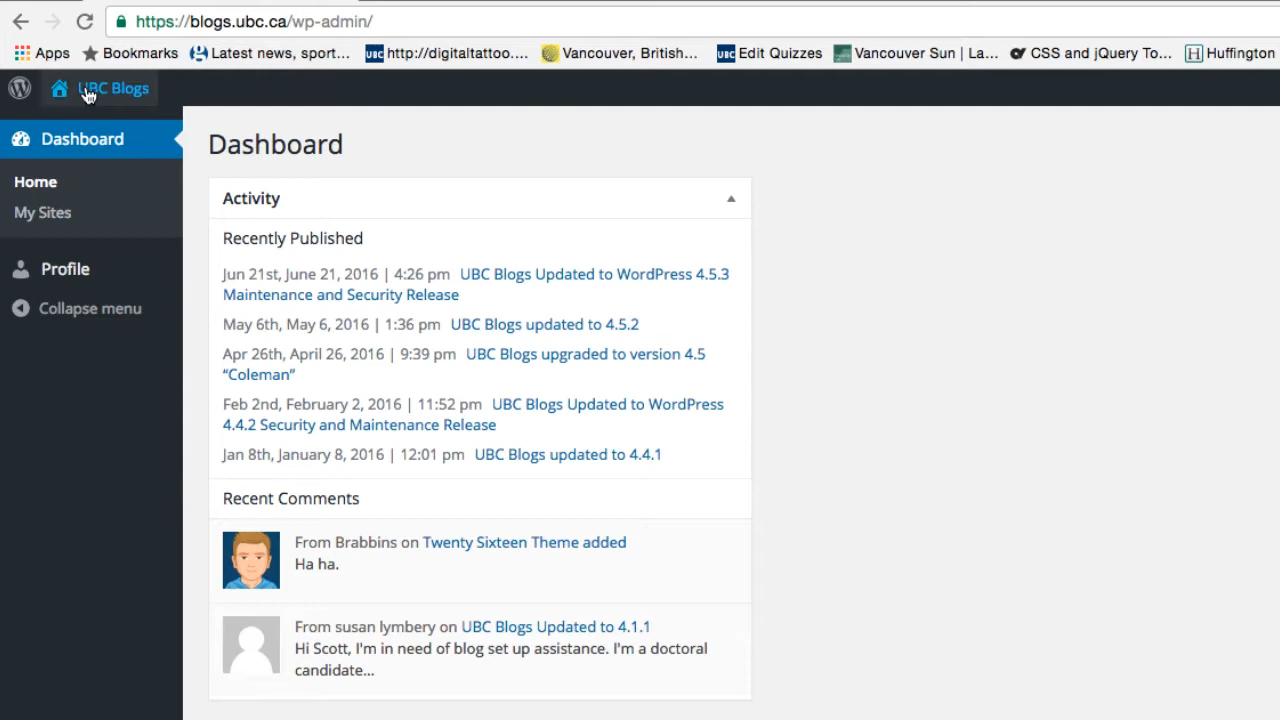 https://blogs.ubc.ca/wp-admin/
Apps Bookmarks Latest news, sport... UBC http://digitaltattoo.... Vancouver, British... UBC Edit Quizzes Vancouver Sun | La... CSS and jQuery To... H Huffington
UBC Blogs
Dashboard
Home
My Sites
Profile
Collapse menu
Dashboard
Activity
Recently Published
Jun 21st, June 21, 2016 | 4:26 pm UBC Blogs Updated to WordPress 4.5.3
Maintenance and Security Release
May 6th, May 6, 2016 | 1:36 pm UBC Blogs updated to 4.5.2
Apr 26th, April 26, 2016 | 9:39 pm UBC Blogs upgraded to version 4.5
“Coleman”
Feb 2nd, February 2, 2016 | 11:52 pm UBC Blogs Updated to WordPress
4.4.2 Security and Maintenance Release
Jan 8th, January 8, 2016 | 12:01 pm UBC Blogs updated to 4.4.1
Recent Comments
From Brabbins on Twenty Sixteen Theme added
Ha ha.
From susan lymbery on UBC Blogs Updated to 4.1.1
Hi Scott, I'm in need of blog set up assistance. I'm a doctoral
candidate...